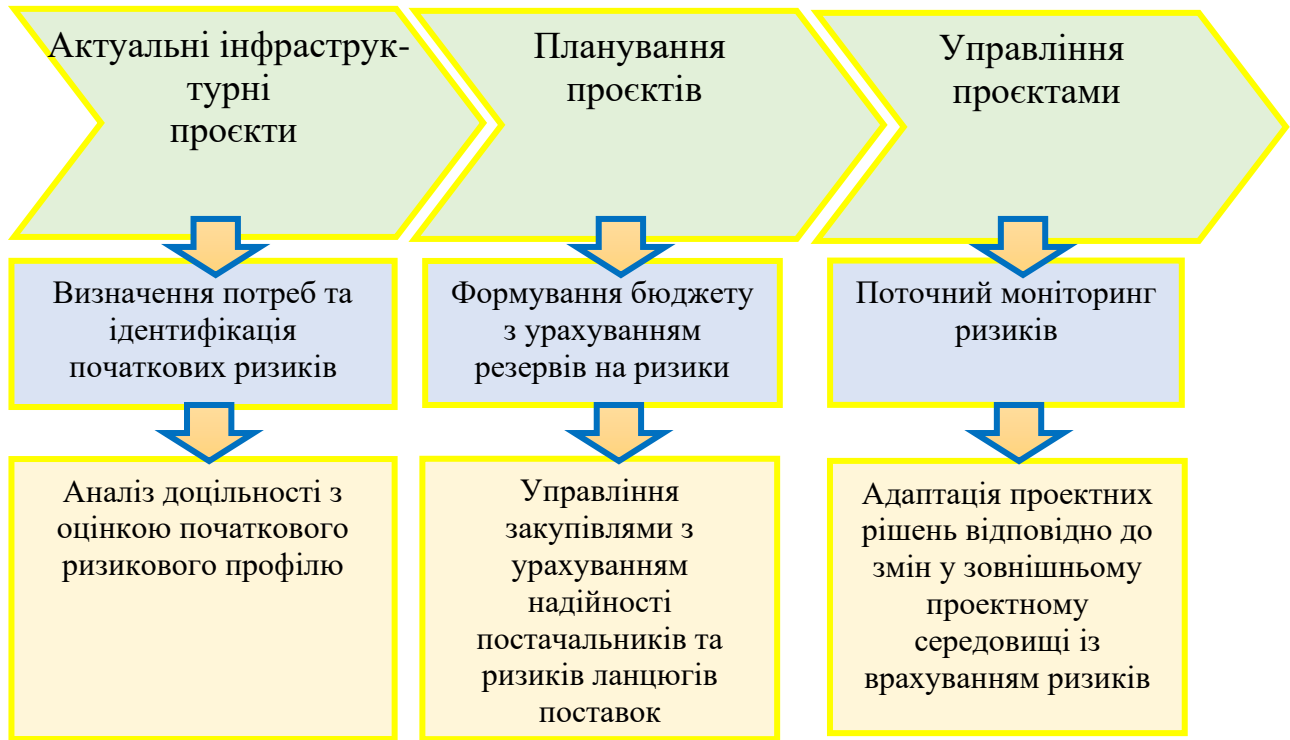 Актуальні інфраструк-
турні
проєкти
Планування
проєктів
Управління
проєктами
Визначення потреб та
ідентифікація
початкових ризиків
Формування бюджету
з урахуванням
резервів на ризики
Поточний моніторинг
ризиків
Аналіз доцільності з
оцінкою початкового
ризикового профілю
Управління
закупівлями з
урахуванням
надійності
постачальників та
ризиків ланцюгів
поставок
Адаптація проектних
рішень відповідно до
змін у зовнішньому
проектному
середовищі із
врахуванням ризиків